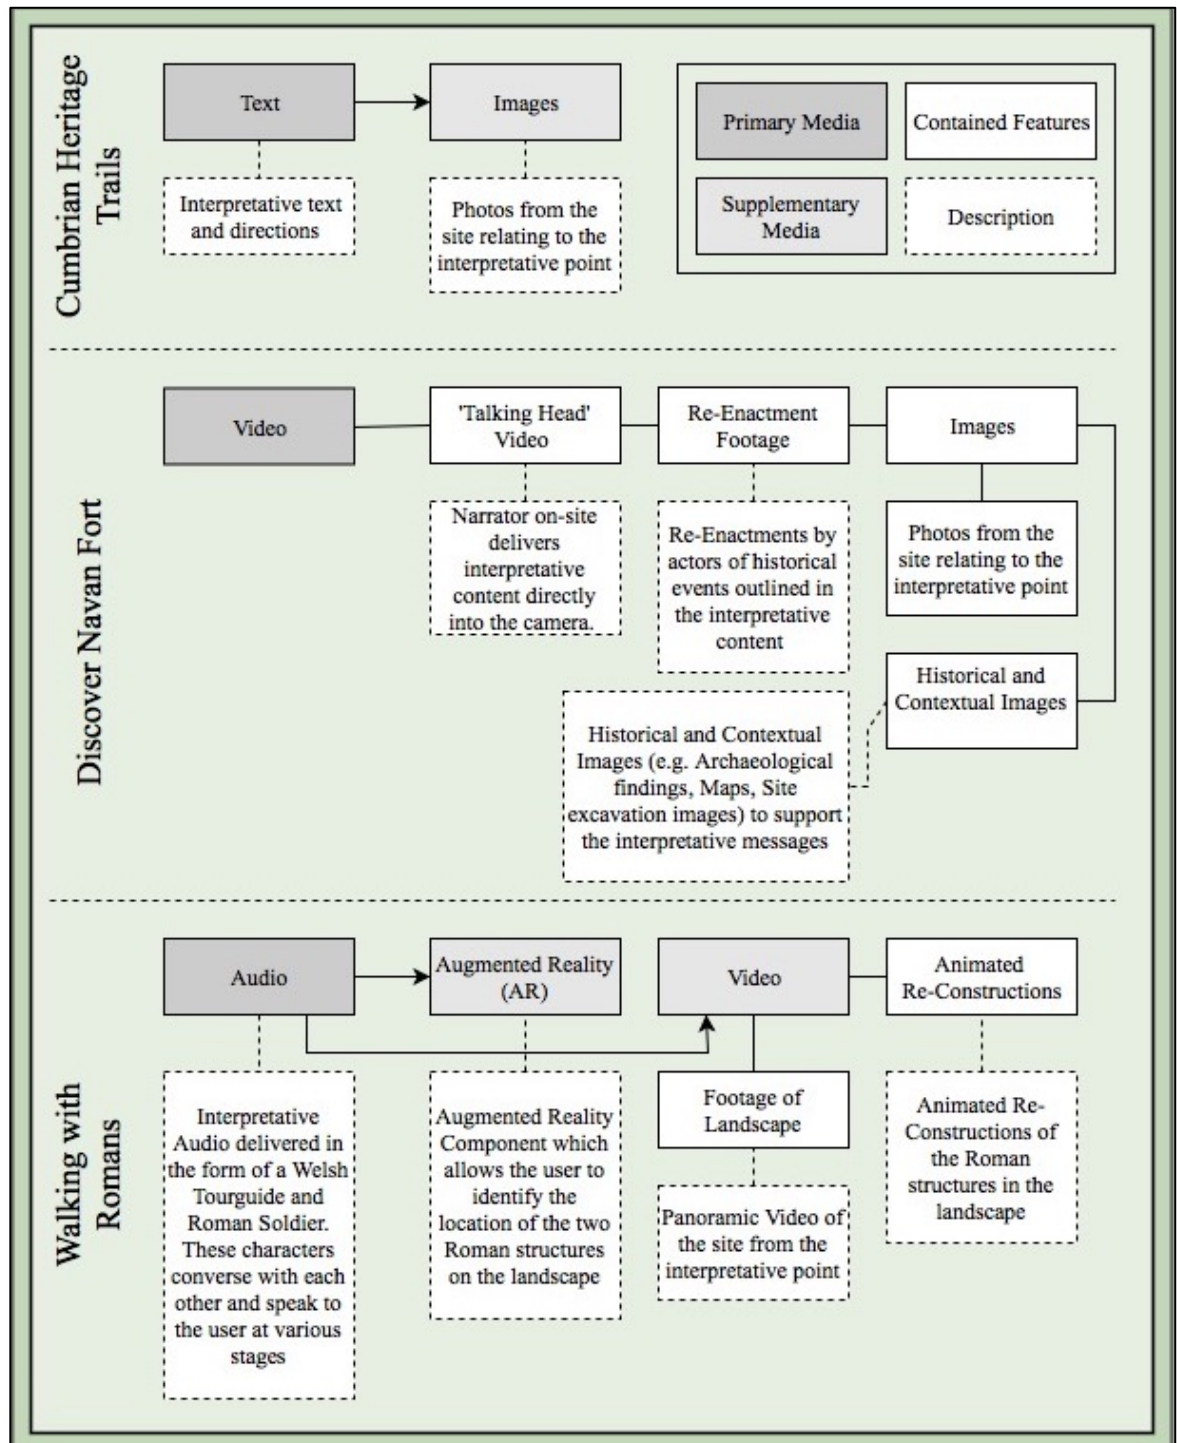 Cumbrian Heritage
Trails
Text
Images
Interpretative text
and directions
Photos from the
site relating to the
interpretative point
Primary Media
Contained Features
Supplementary
Media
Description
Discover Navan Fort
Video
'Talking Head'
Video
Re-Enactment
Footage
Images
Narrator on-site
delivers
interpretative
content directly
into the camera.
Re-Enactments by
actors of historical
events outlined in
the interpretative
content
Photos from the
site relating to the
interpretative point
Historical and
Contextual Images
Historical and Contextual
Images (e.g. Archaeological
findings, Maps, Site
excavation images) to support
the interpretative messages
Walking with
Romans
Audio
Augmented Reality
(AR)
Video
Animated
Re-Constructions
Interpretative
Audio delivered in
the form of a Welsh
Tourguide and
Roman Soldier.
These characters
converse with each
other and speak to
the user at various
stages
Augmented Reality
Component which
allows the user to
identify the
location of the two
Roman structures
on the landscape
Footage of
Landscape
Panoramic Video of
the site from the
interpretative point
Animated Re-
Constructions of
the Roman
structures in the
landscape